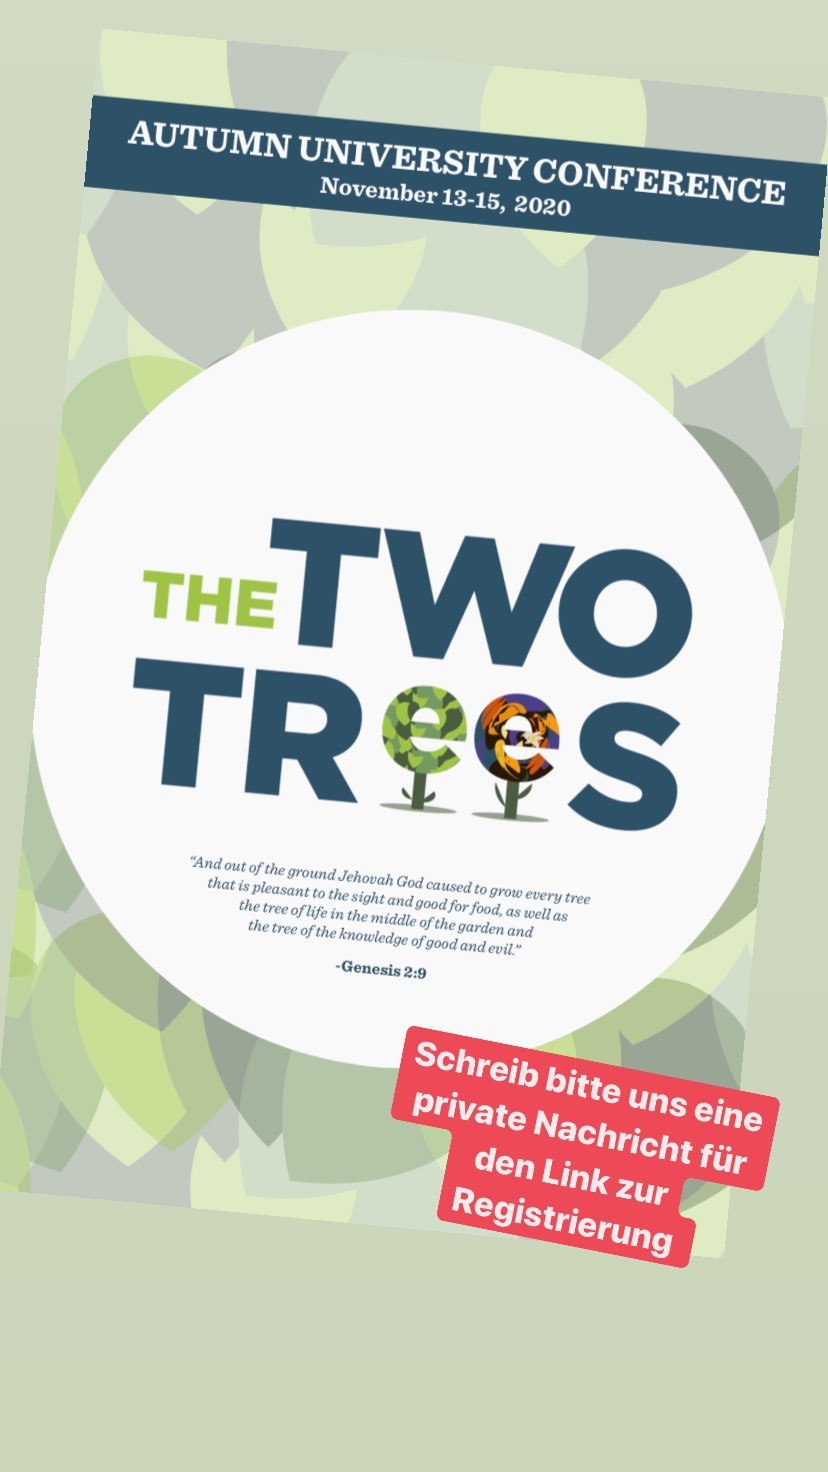 AUTUMN UNIVERSITY CONFERENCE
November 13-15, 2020
THE TWO
TReeS
“And out of the ground Jehovah God caused to grow every tree
that is pleasant to the sight and good for food, as well as
the tree of life in the middle of the garden and
the tree of the knowledge of good and evil.”
-Genesis 2:9
Schreib bitte uns eine
private Nachricht für
den Link zur
Registrierung